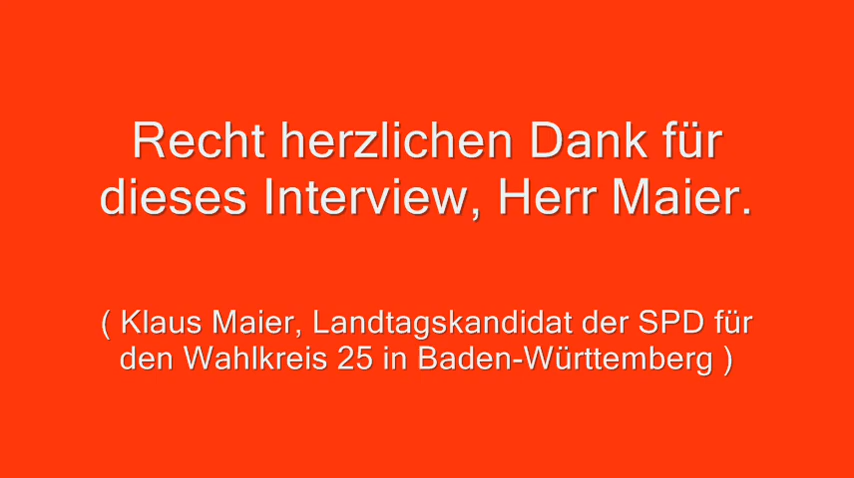 Recht herzlichen Dank für
dieses Interview, Herr Maier.
( Klaus Maier, Landtagskandidat der SPD für
den Wahlkreis 25 in Baden-Württemberg )